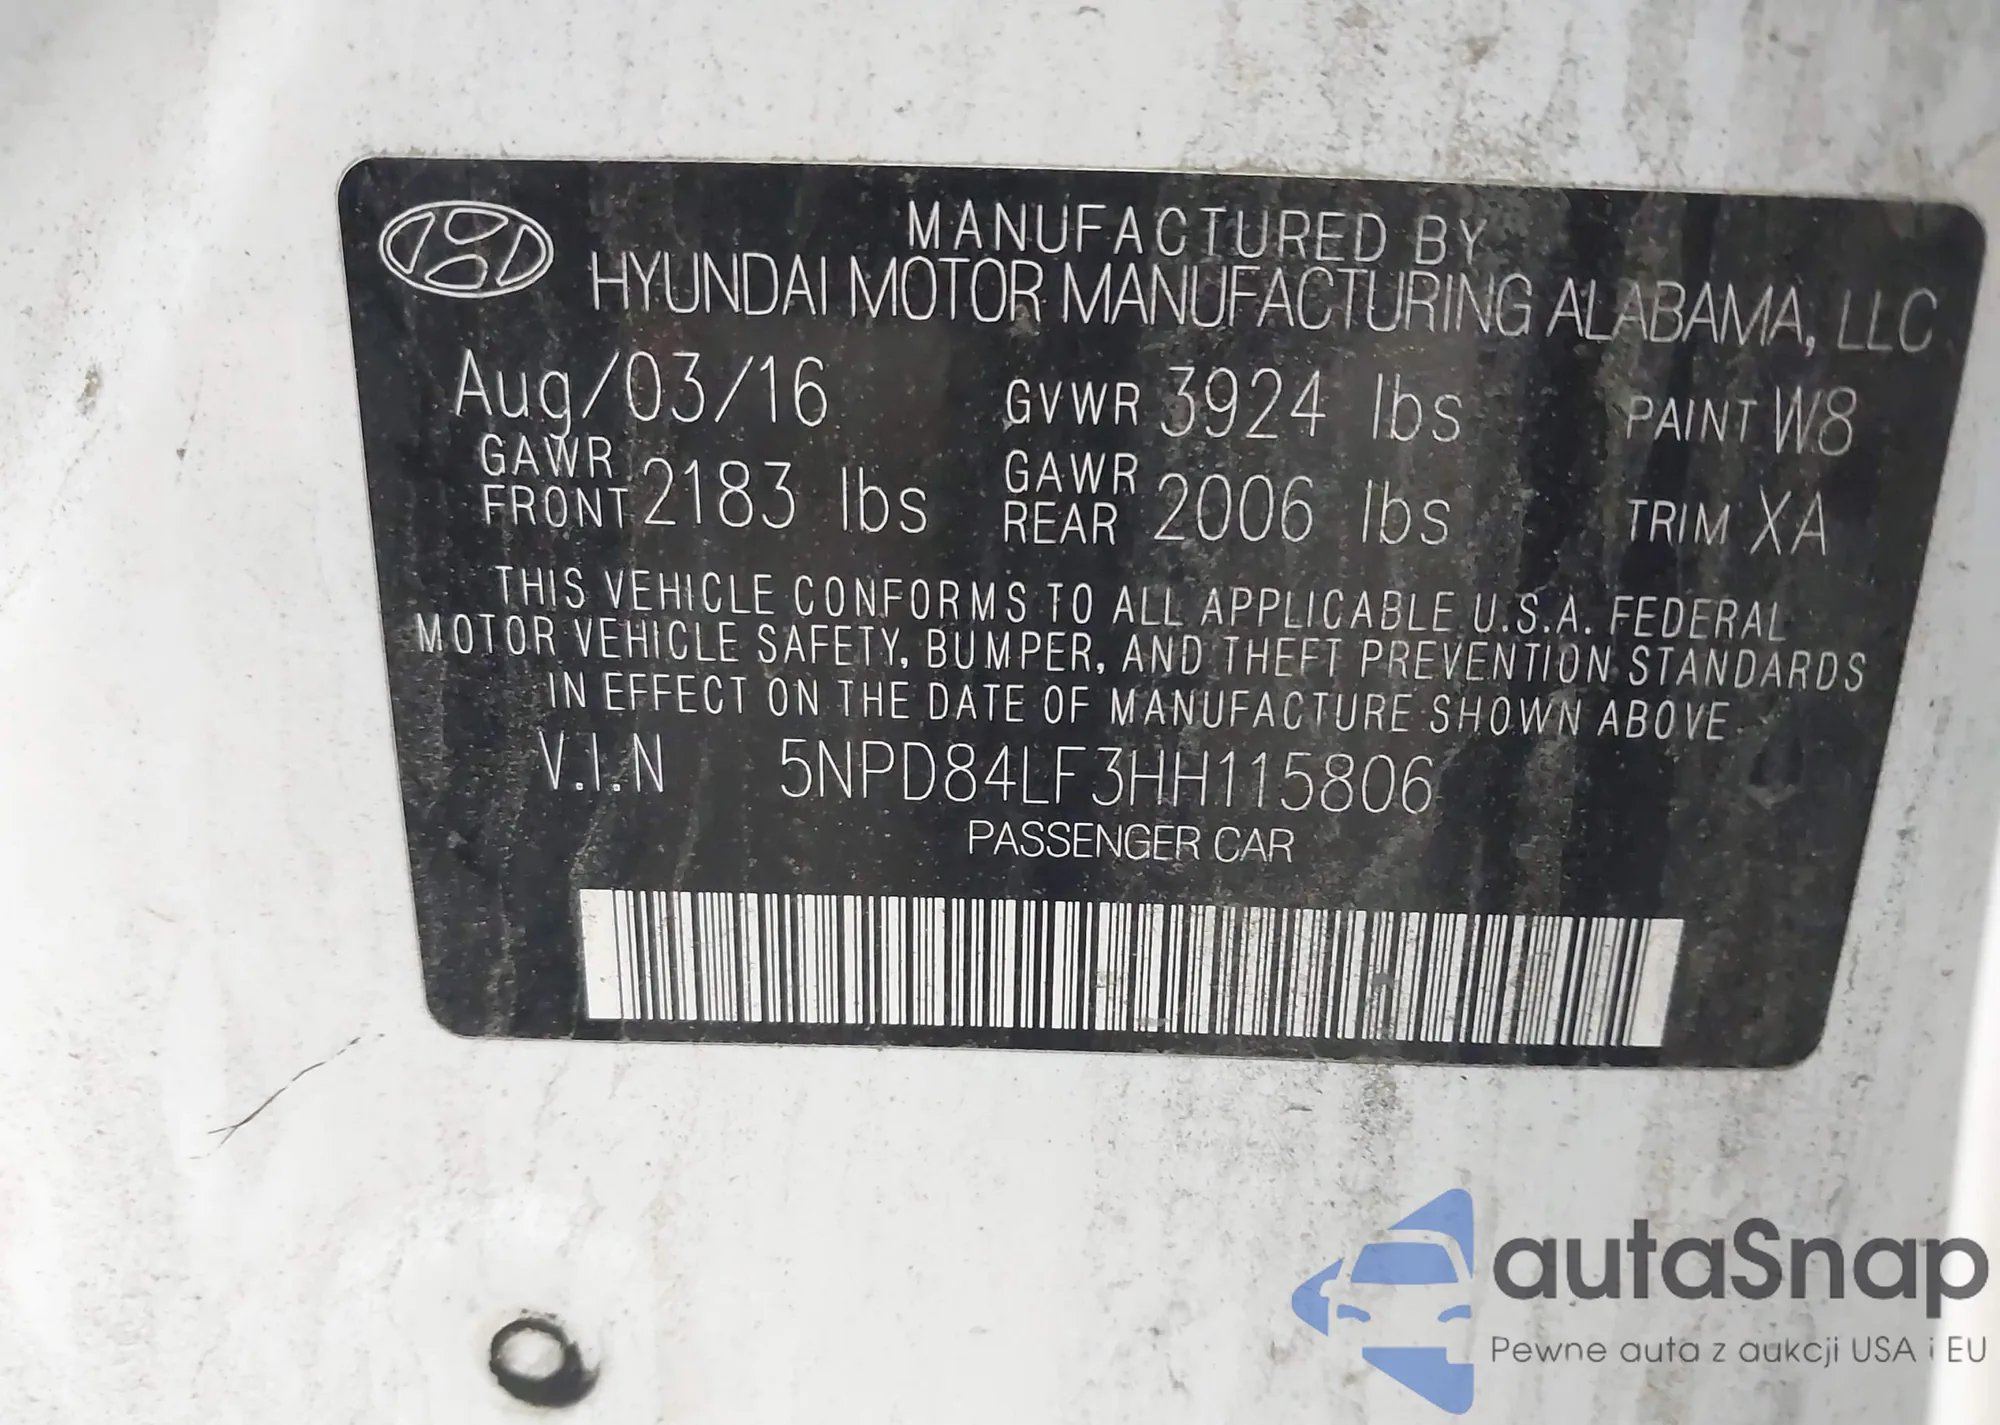 MANUFACTURED BY
HYUNDAI MOTOR MANUFACTURING ALABAMA, LLC
Aug/03/16 GVWR 3924 lbs PAINT W8
GAWR FRONT 2183 lbs GAWR REAR 2006 lbs TRIM XA
THIS VEHICLE CONFORMS TO ALL APPLICABLE U.S.A. FEDERAL
MOTOR VEHICLE SAFETY, BUMPER, AND THEFT PREVENTION STANDARDS
IN EFFECT ON THE DATE OF MANUFACTURE SHOWN ABOVE
V.I.N 5NPD84LF3HH115806
PASSENGER CAR
autaSnap
Pewne auta z aukcji USA i EU